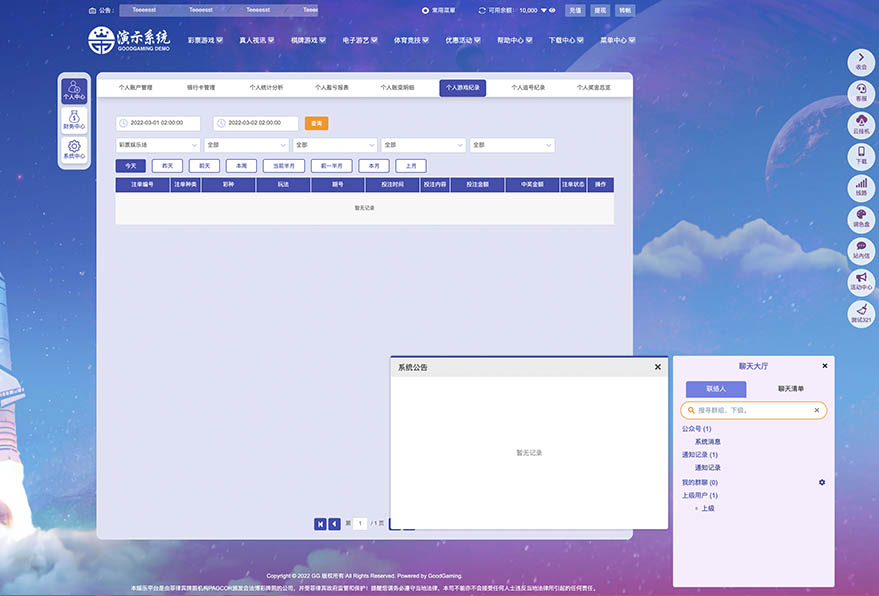 公告： Teeeesst Teeeesst Teeeesst Teeee
常用菜单 可用余额： 10,000 充值 提现 转帐
演示系统
GOODGAMING DEMO
彩票游戏 真人视讯 棋牌游戏 电子游艺 体育竞技 优惠活动 帮助中心 下载中心 菜单中心
个人中心
财务中心
系统中心
个人账户管理 银行卡管理 个人统计分析 个人盈亏报表 个人账变明细 个人游戏纪录 个人追号纪录 个人奖金总览
2022-03-01 02:00:00 2022-03-02 02:00:00 查询
彩票娱乐场 全部 全部 全部 全部
今天 昨天 前天 本周 当前半月 前一半月 本月 上月
注单编号 注单种类 彩种 玩法 期号 投注时间 投注内容 投注金额 中奖金额 注单状态 操作
暂无记录
第 1 / 1 页
系统公告
暂无记录
聊天大厅
联络人 聊天清单
搜寻群组、下级。
公众号 (1)
系统消息
通知记录 (1)
通知记录
我的群聊 (0)
上级用户 (1)
上级
收合
客服
云挂机
下载
线路
调色盘
站内信
活动中心
测试321
Copyright © 2022 GG 版权所有 All Rights Reserved. Powered by GoodGaming.
本娱乐平台是由菲律宾牌照机构PAGCOR颁发合法博彩牌照的公司，并受菲律宾政府监管和保护！提醒您请务必遵守当地法律，本司不能亦不会接受任何人士违反当地法律所引起的任何责任。